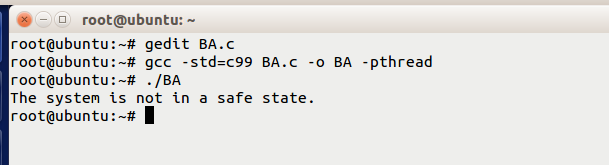 root@ubuntu: ~
root@ubuntu:~# gedit BA.c
root@ubuntu:~# gcc -std=c99 BA.c -o BA -pthread
root@ubuntu:~# ./BA
The system is not in a safe state.
root@ubuntu:~#